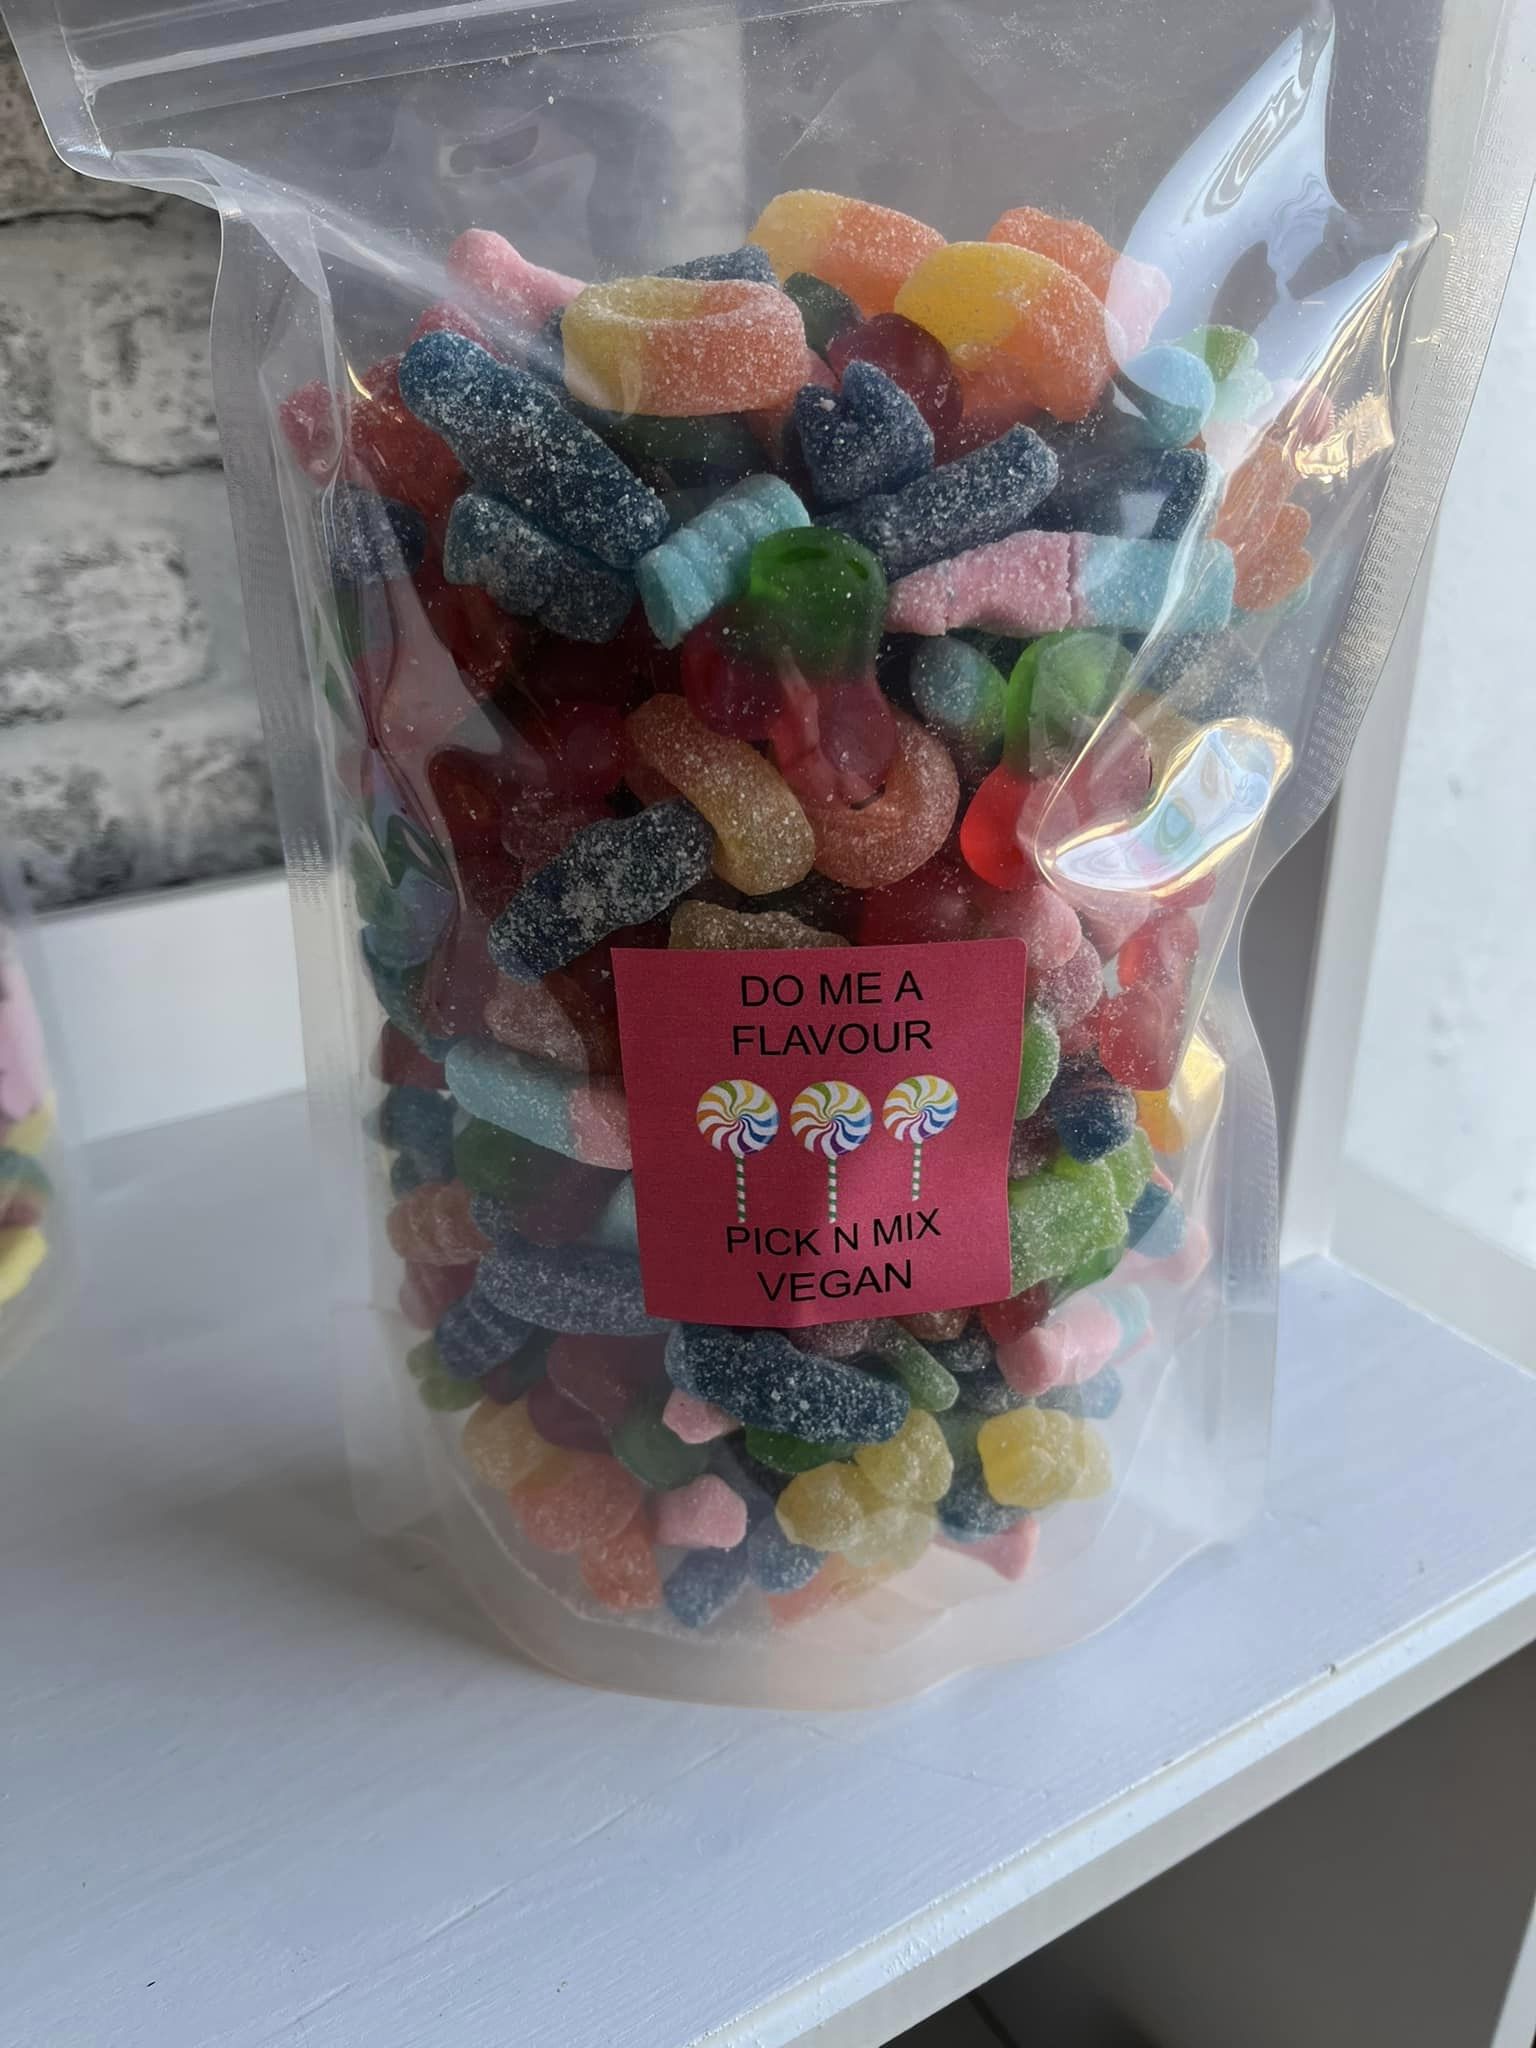 DO ME A
FLAVOUR
PICK N MIX
VEGAN